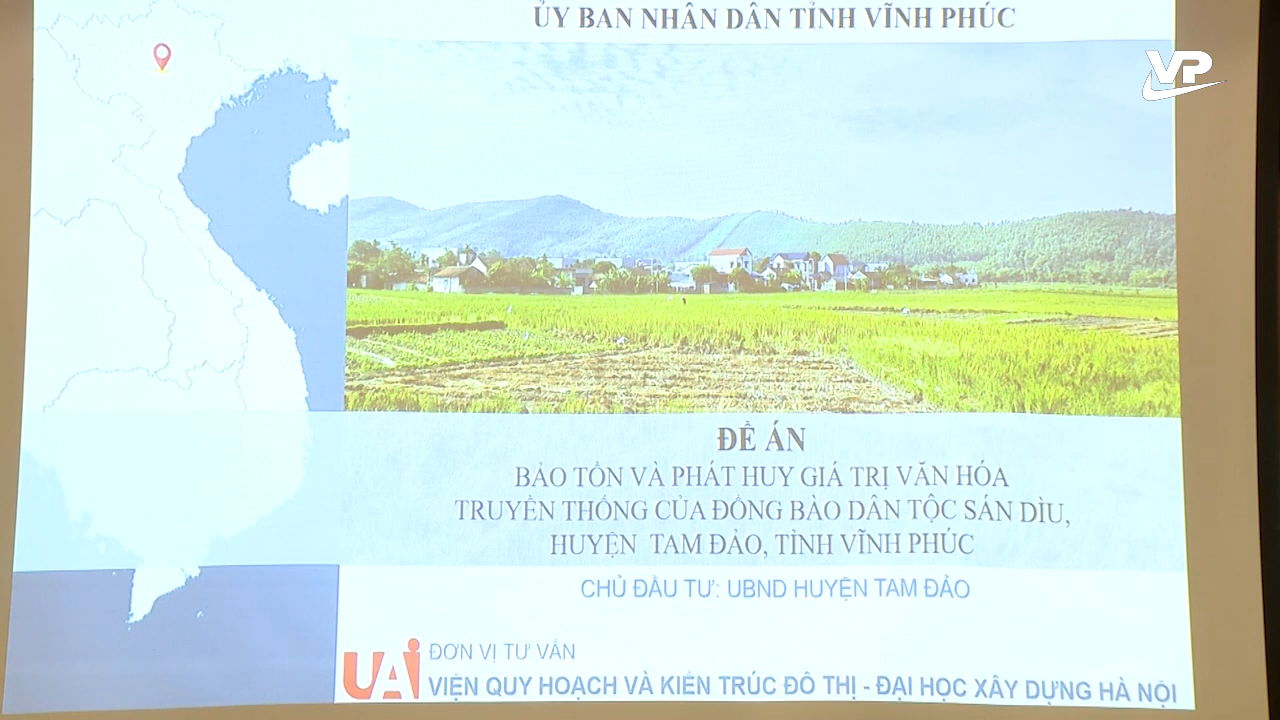 ỦY BAN NHÂN DÂN TỈNH VĨNH PHÚC
VP
ĐỀ ÁN
BẢO TỒN VÀ PHÁT HUY GIÁ TRỊ VĂN HÓA
TRUYỀN THỐNG CỦA ĐỒNG BÀO DÂN TỘC SÁN DÌU,
HUYỆN TAM ĐẢO, TỈNH VĨNH PHÚC
CHỦ ĐẦU TƯ: UBND HUYỆN TAM ĐẢO
UAi
ĐƠN VỊ TƯ VẤN
VIỆN QUY HOẠCH VÀ KIẾN TRÚC ĐÔ THỊ - ĐẠI HỌC XÂY DỰNG HÀ NỘI